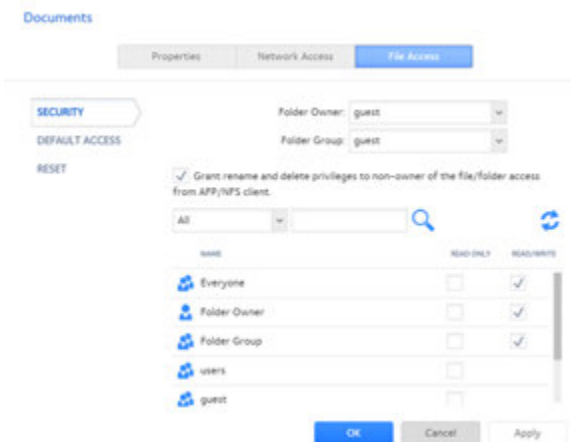 Documents
Properties Network Access File Access
SECURITY
DEFAULT ACCESS
RESET
Folder Owner: guest
Folder Group: guest
Grant rename and delete privileges to non-owner of the file/folder access
from AFP/NFS client.
All
NAME READ ONLY READ/WRITE
Everyone
Folder Owner
Folder Group
users
guest
OK Cancel Apply